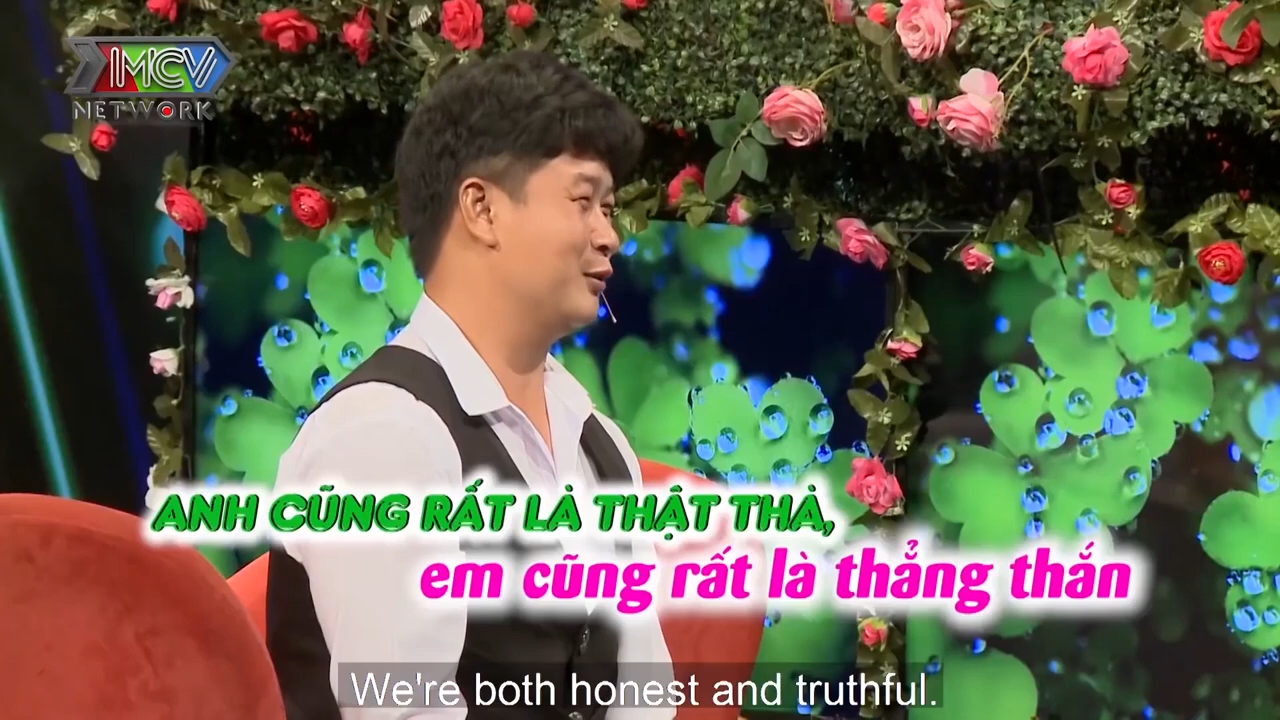 MCV
NETWORK
ANH CŨNG RẤT LÀ THẬT THÀ,
em cũng rất là thẳng thắn
We're both honest and truthful.